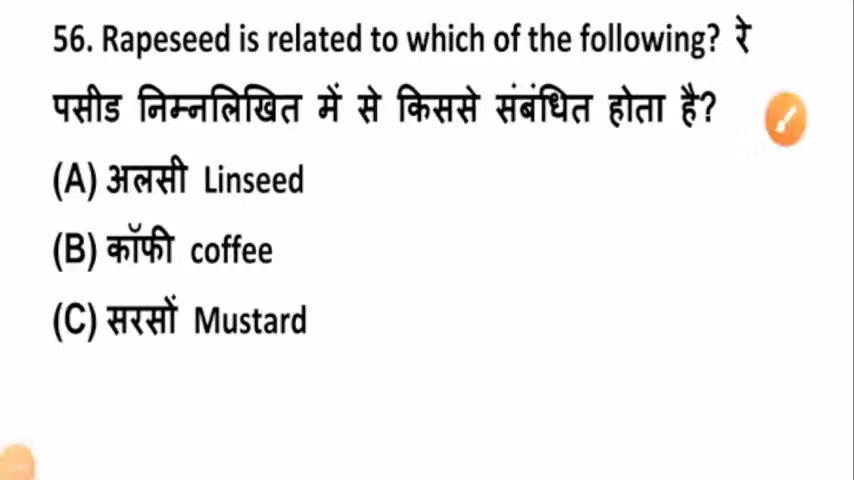 56. Rapeseed is related to which of the following? रे
पसीड निम्नलिखित में से किससे संबंधित होता है?
(A) अलसी Linseed
(B) कॉफी coffee
(C) सरसों Mustard